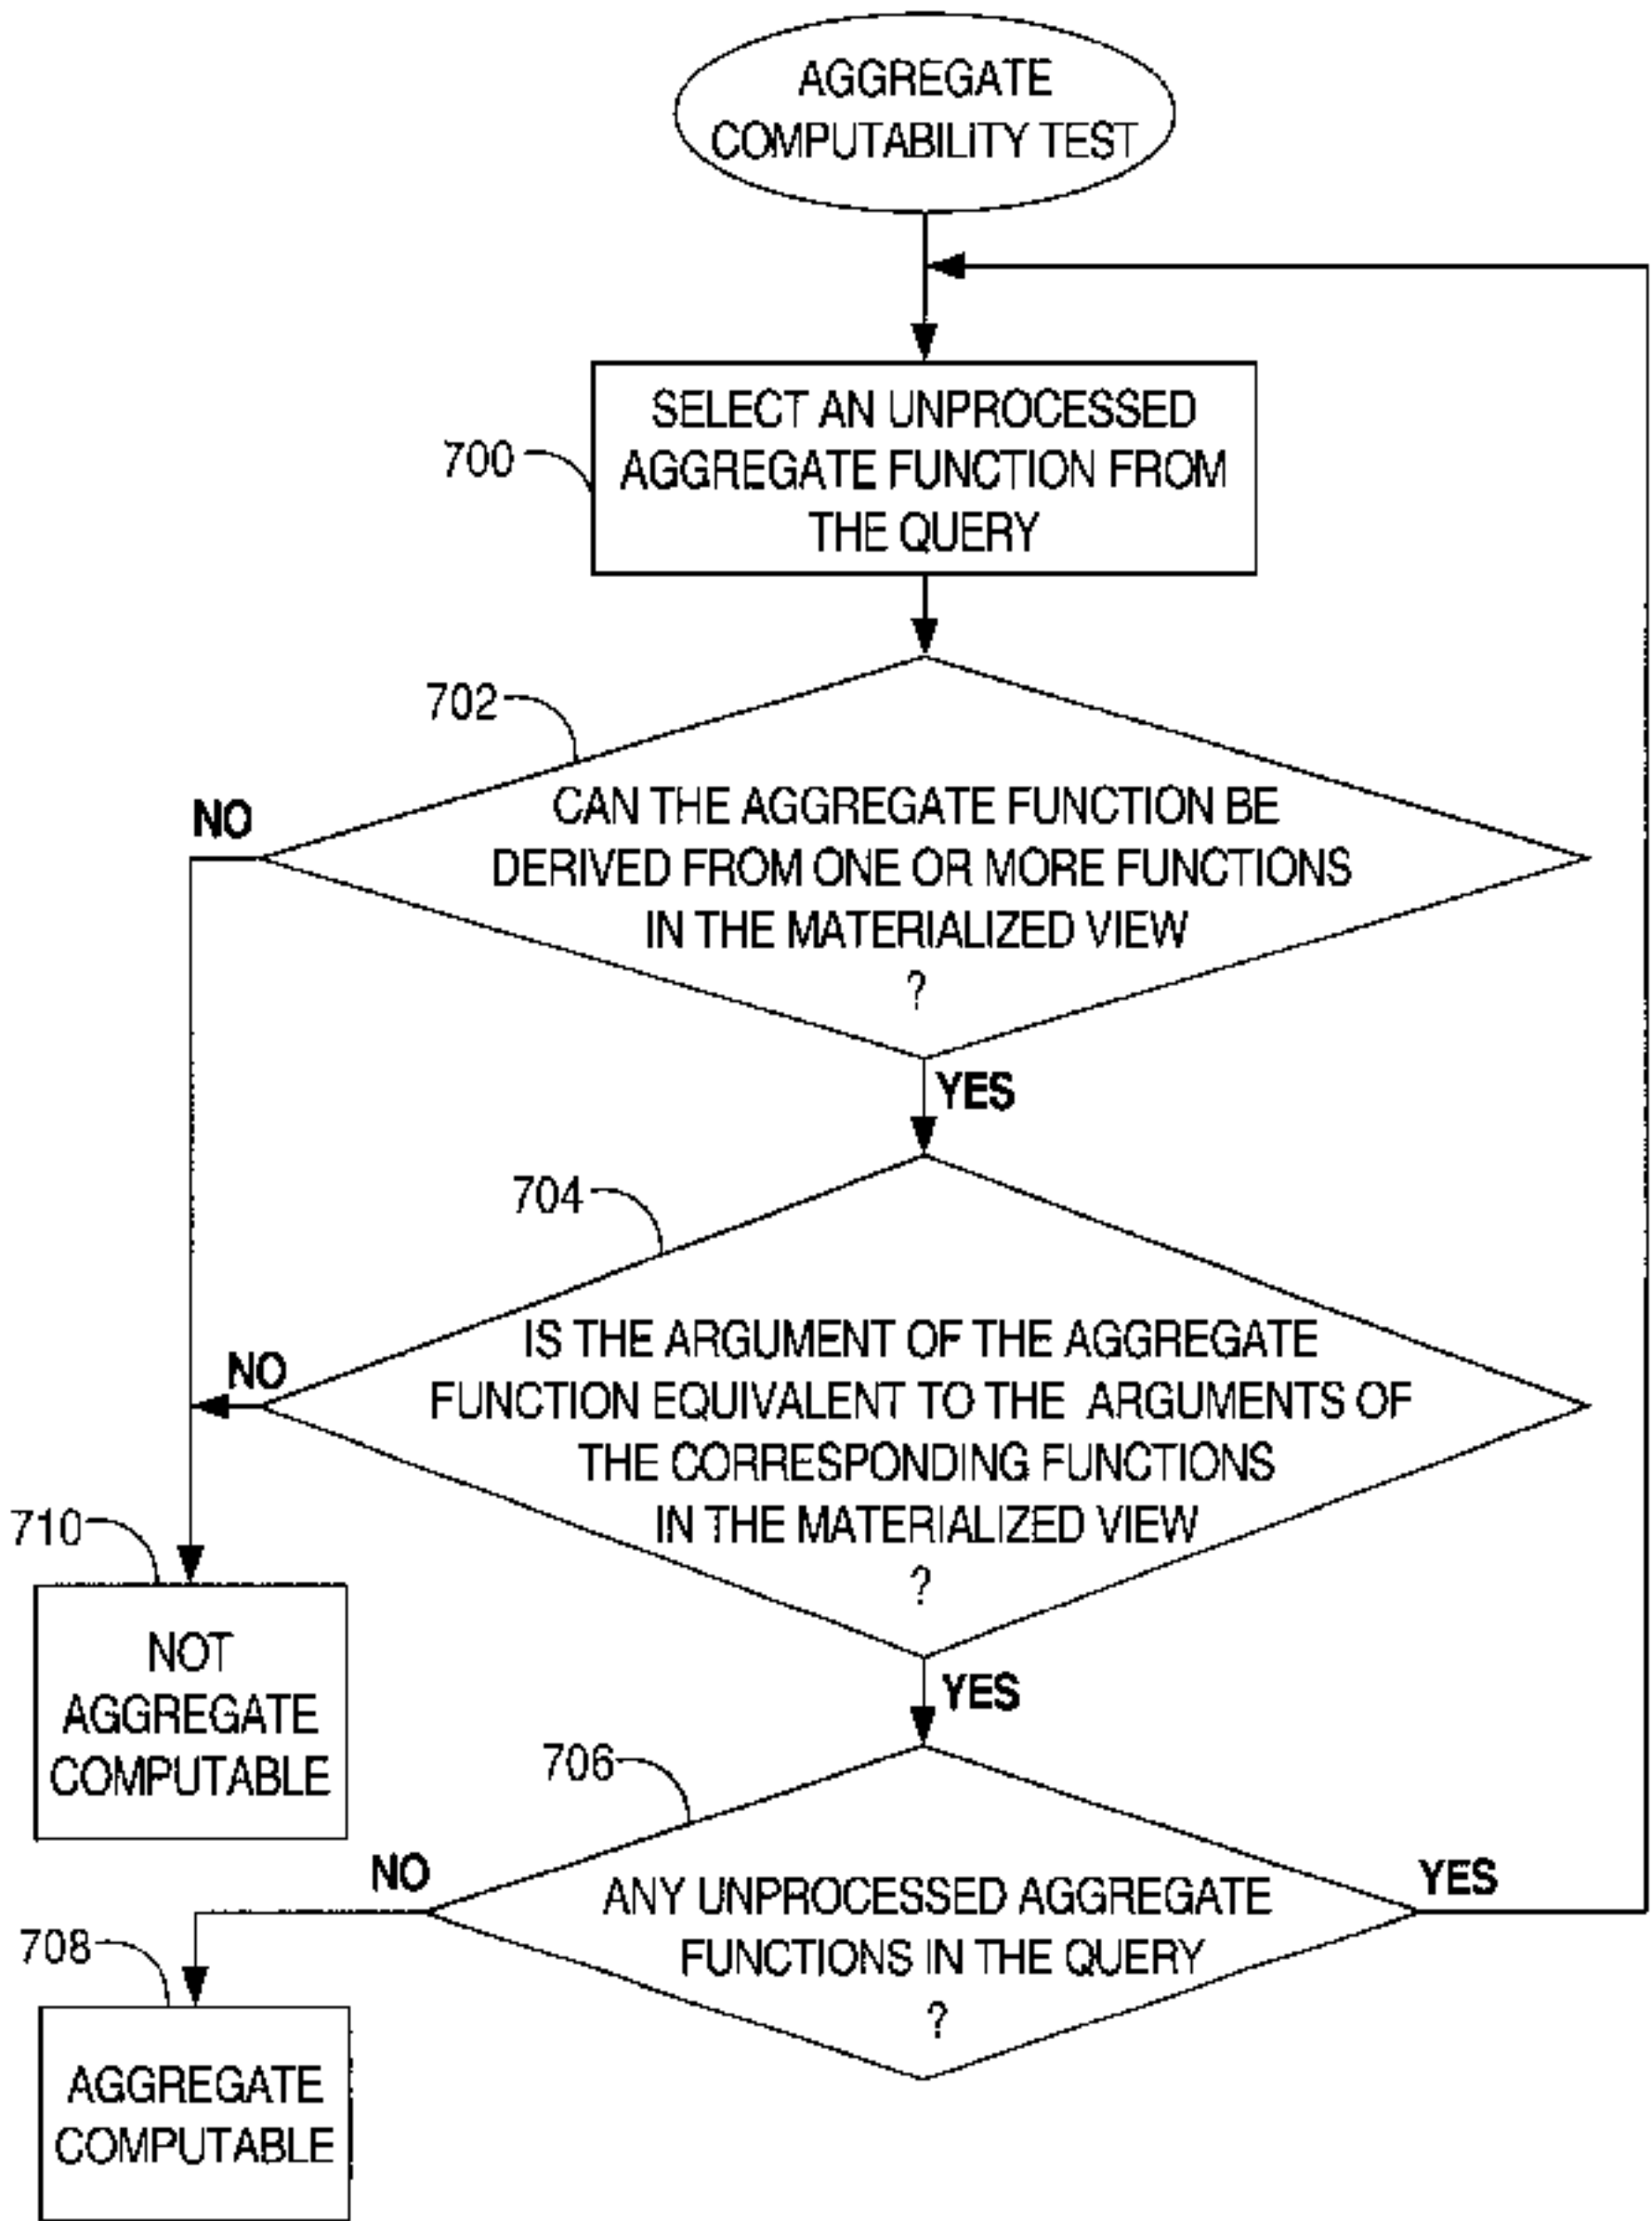 AGGREGATE
COMPUTABILITY TEST
700
SELECT AN UNPROCESSED
AGGREGATE FUNCTION FROM
THE QUERY
702
NO
CAN THE AGGREGATE FUNCTION BE
DERIVED FROM ONE OR MORE FUNCTIONS
IN THE MATERIALIZED VIEW
?
YES
704
NO
IS THE ARGUMENT OF THE AGGREGATE
FUNCTION EQUIVALENT TO THE ARGUMENTS OF
THE CORRESPONDING FUNCTIONS
IN THE MATERIALIZED VIEW
?
710
NOT
AGGREGATE
COMPUTABLE
YES
706
NO
ANY UNPROCESSED AGGREGATE
FUNCTIONS IN THE QUERY
?
YES
708
AGGREGATE
COMPUTABLE